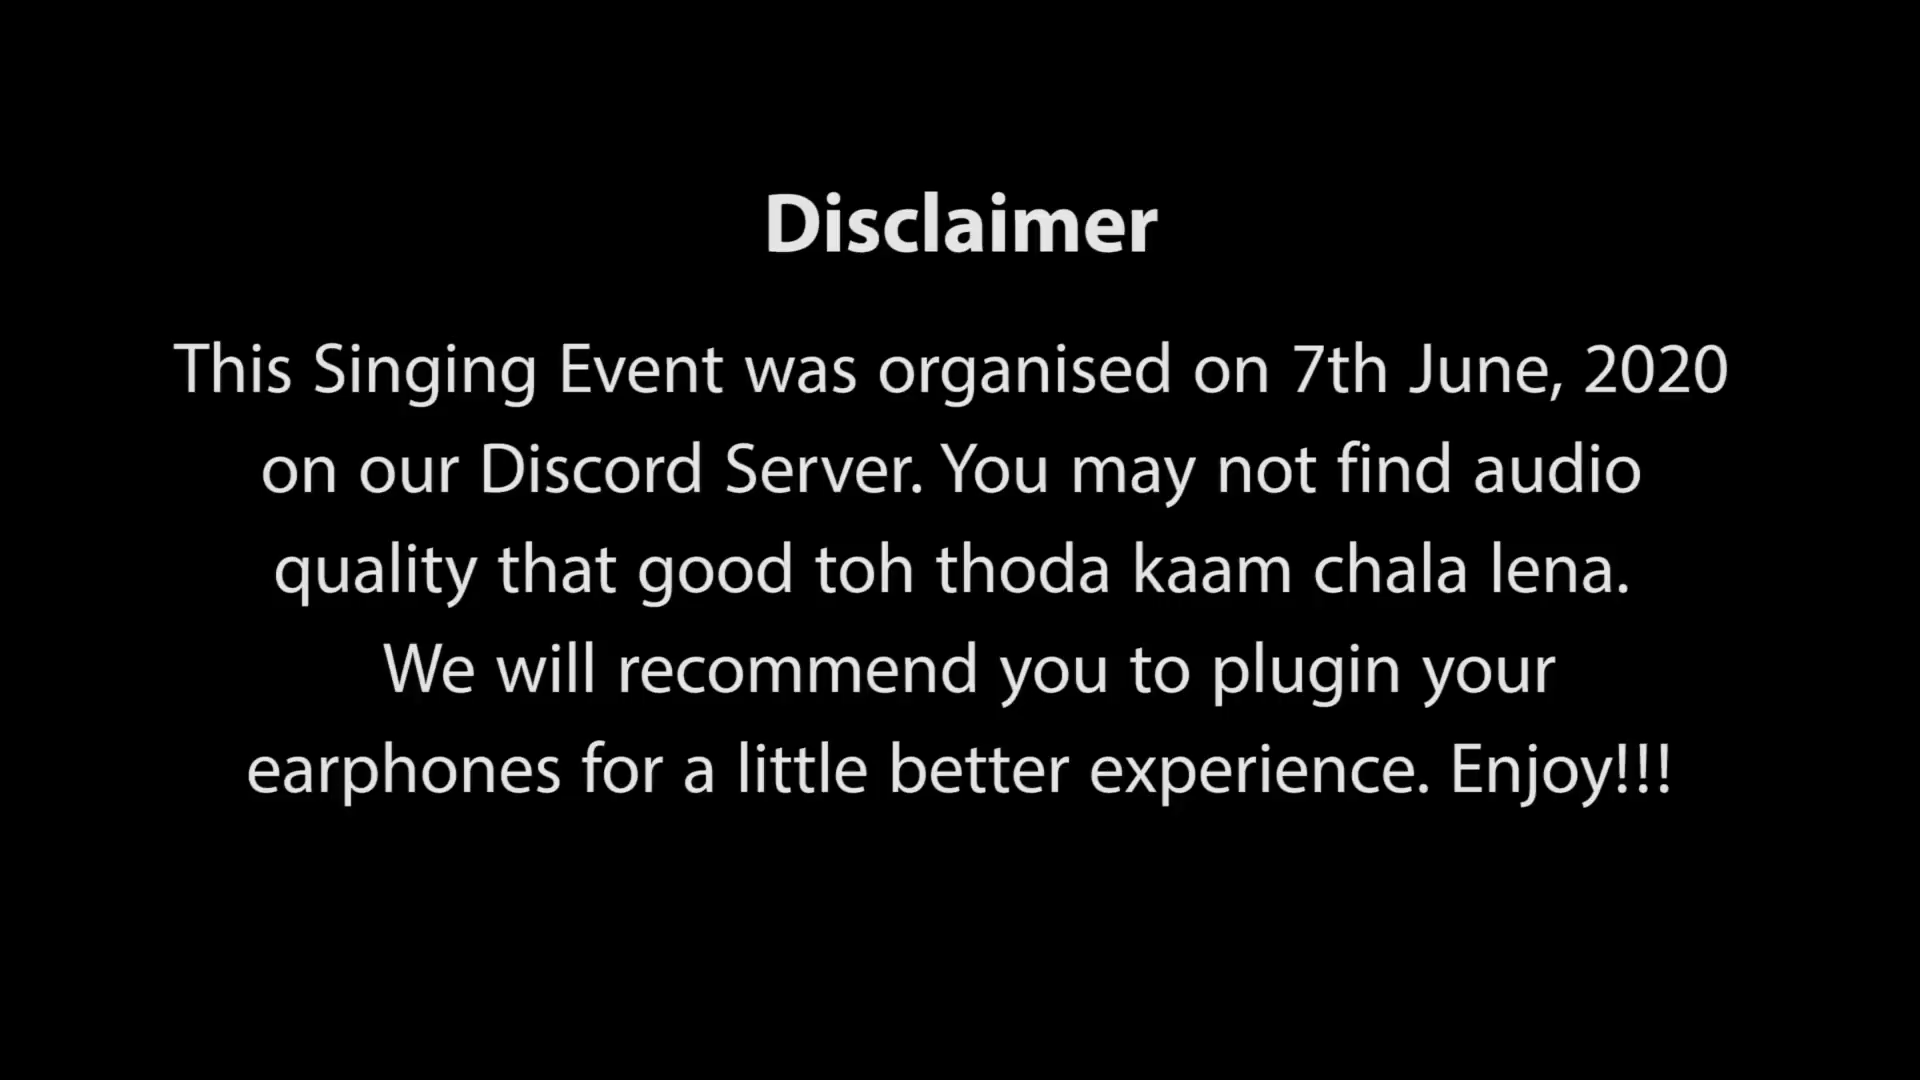 Disclaimer
This Singing Event was organised on 7th June, 2020
on our Discord Server. You may not find audio
quality that good toh thoda kaam chala lena.
We will recommend you to plugin your
earphones for a little better experience. Enjoy!!!